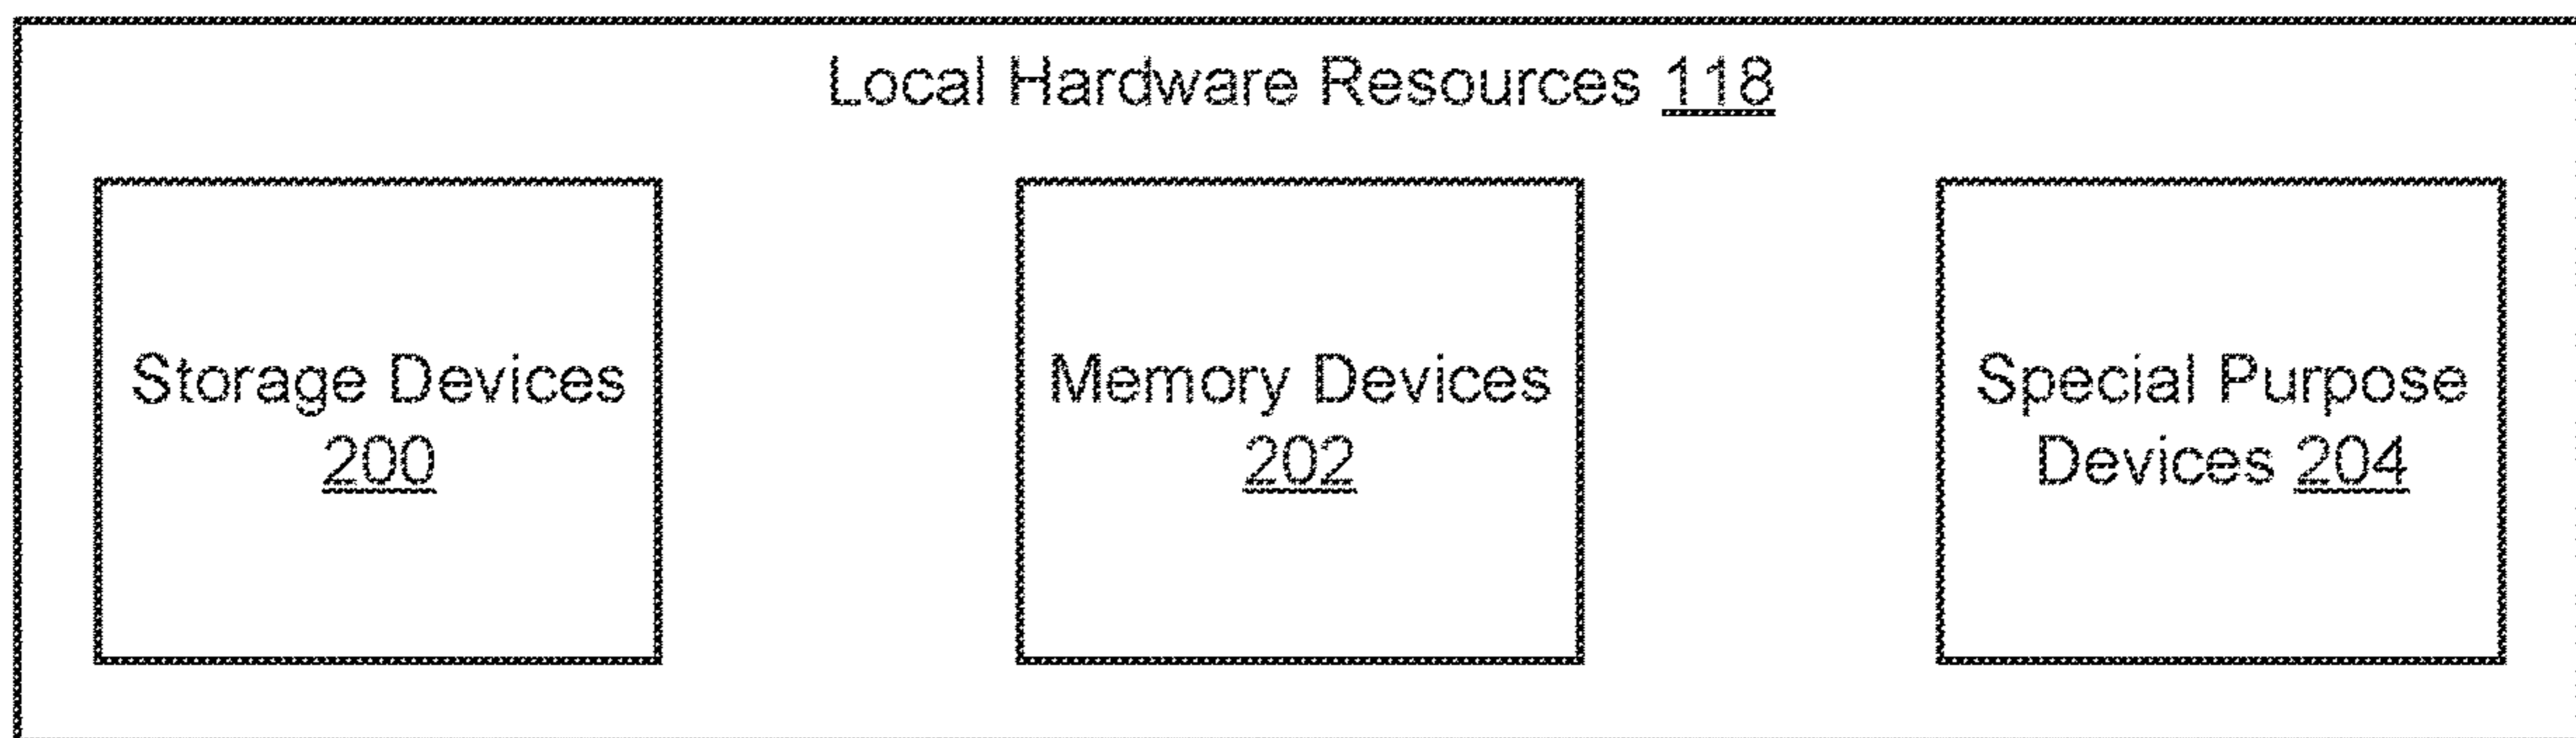 Local Hardware Resources 118
Storage Devices
200
Memory Devices
202
Special Purpose
Devices 204